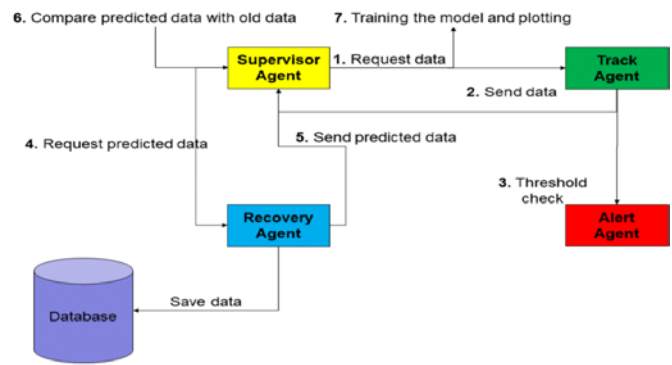 6. Compare predicted data with old data
7. Training the model and plotting
Supervisor
Agent
1. Request data
Track
Agent
2. Send data
4. Request predicted data
5. Send predicted data
3. Threshold
check
Recovery
Agent
Alert
Agent
Save data
Database